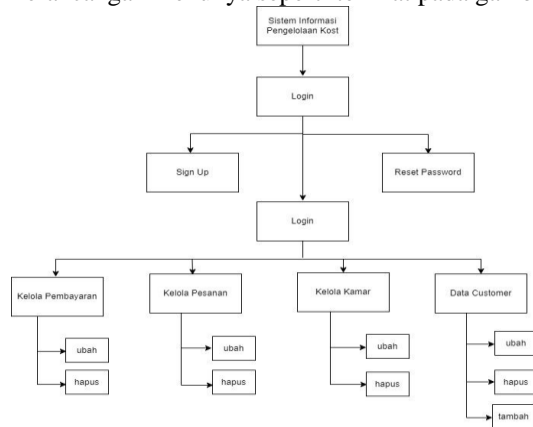 Sistem Informasi
Pengelolaan Kost
Login
Sign Up
Reset Password
Login
Kelola Pembayaran
Kelola Pesanan
Kelola Kamar
Data Customer
ubah
hapus
ubah
hapus
ubah
hapus
ubah
hapus
tambah